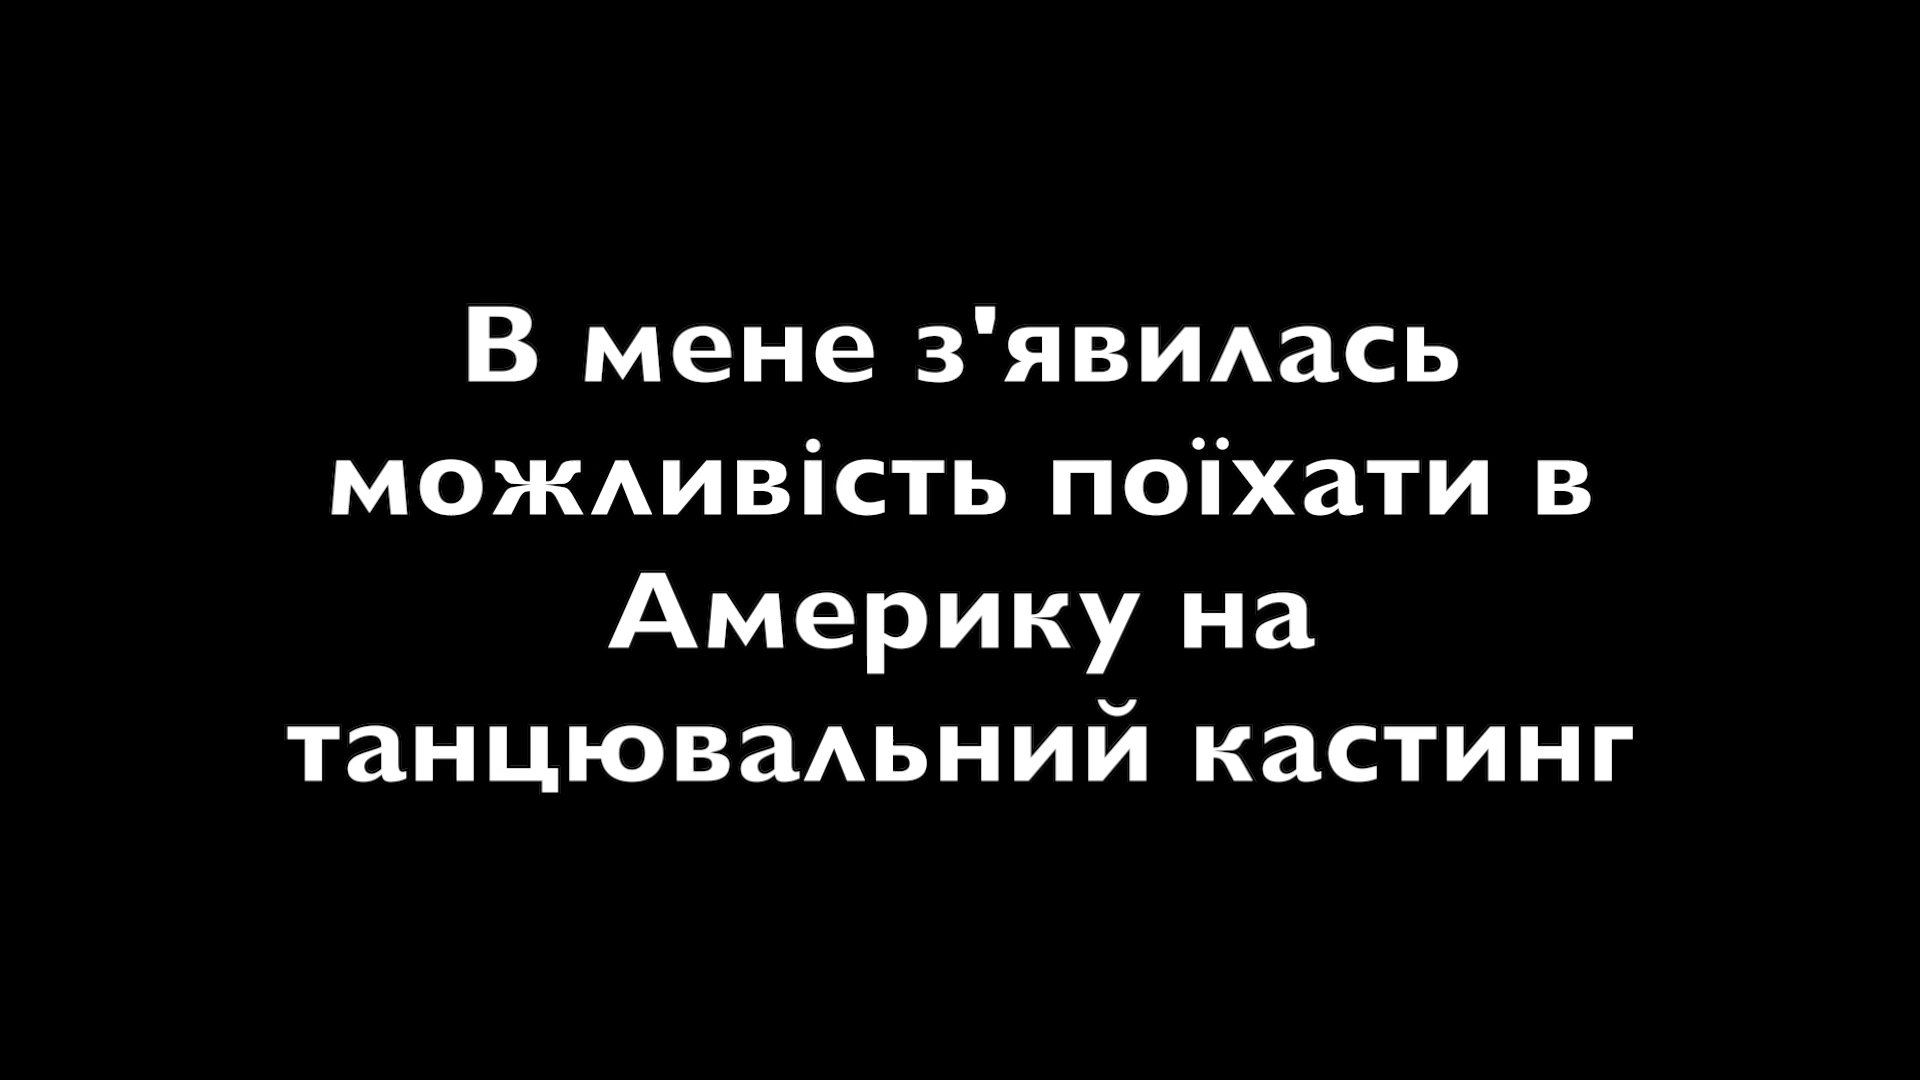 В мене з'явилась
можливість поїхати в
Америку на
танцювальний кастинг